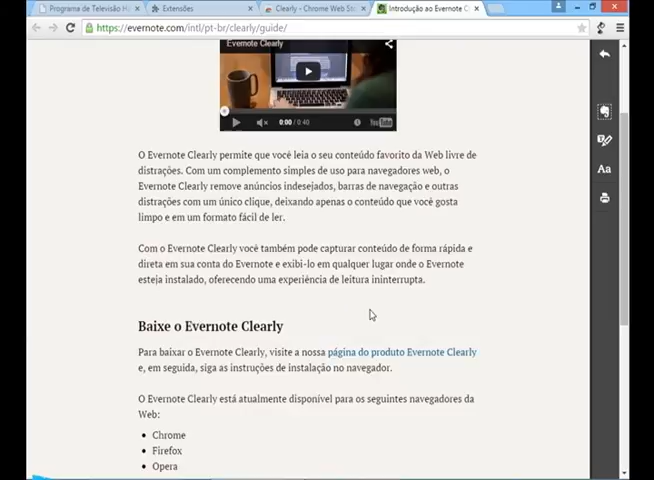 Programa de Televisão H
Extensões
Clearly - Chrome Web St
Introdução ao Evernote C
https://evernote.com/intl/pt-br/clearly/guide/
Evernote Clearly
0:00 / 0:40
YouTube
O Evernote Clearly permite que você leia o seu conteúdo favorito da Web livre de
distrações. Com um complemento simples de uso para navegadores web, o
Evernote Clearly remove anúncios indesejados, barras de navegação e outras
distrações com um único clique, deixando apenas o conteúdo que você gosta
limpo e em um formato fácil de ler.
Com o Evernote Clearly você também pode capturar conteúdo de forma rápida e
direta em sua conta do Evernote e exibi-lo em qualquer lugar onde o Evernote
esteja instalado, oferecendo uma experiência de leitura ininterrupta.
Baixe o Evernote Clearly
Para baixar o Evernote Clearly, visite a nossa página do produto Evernote Clearly
e, em seguida, siga as instruções de instalação no navegador.
O Evernote Clearly está atualmente disponível para os seguintes navegadores da
Web:
Chrome
Firefox
Opera
Aa